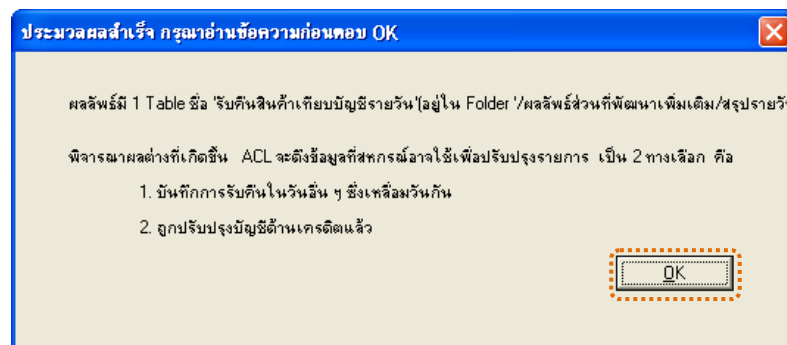 ประมวลผลสำเร็จ กรุณาอ่านข้อความก่อนตอบ OK
ผลลัพธ์มี 1 Table ชื่อ 'รับคืนสินค้าเทียบบัญชีรายวัน'(อยู่ใน Folder '/ผลลัพธ์ส่วนที่พัฒนาเพิ่มเติม/สรุปรายวั
พิจารณาผลต่างที่เกิดขึ้น ACL จะดึงข้อมูลที่สหกรณ์อาจใช้เพื่อปรับปรุงรายการ เป็น 2 ทางเลือก คือ
1. บันทึกการรับคืนในวันอื่น ๆ ซึ่งเหลื่อมวันกัน
2. ถูกปรับปรุงบัญชีด้านเครดิตแล้ว
OK